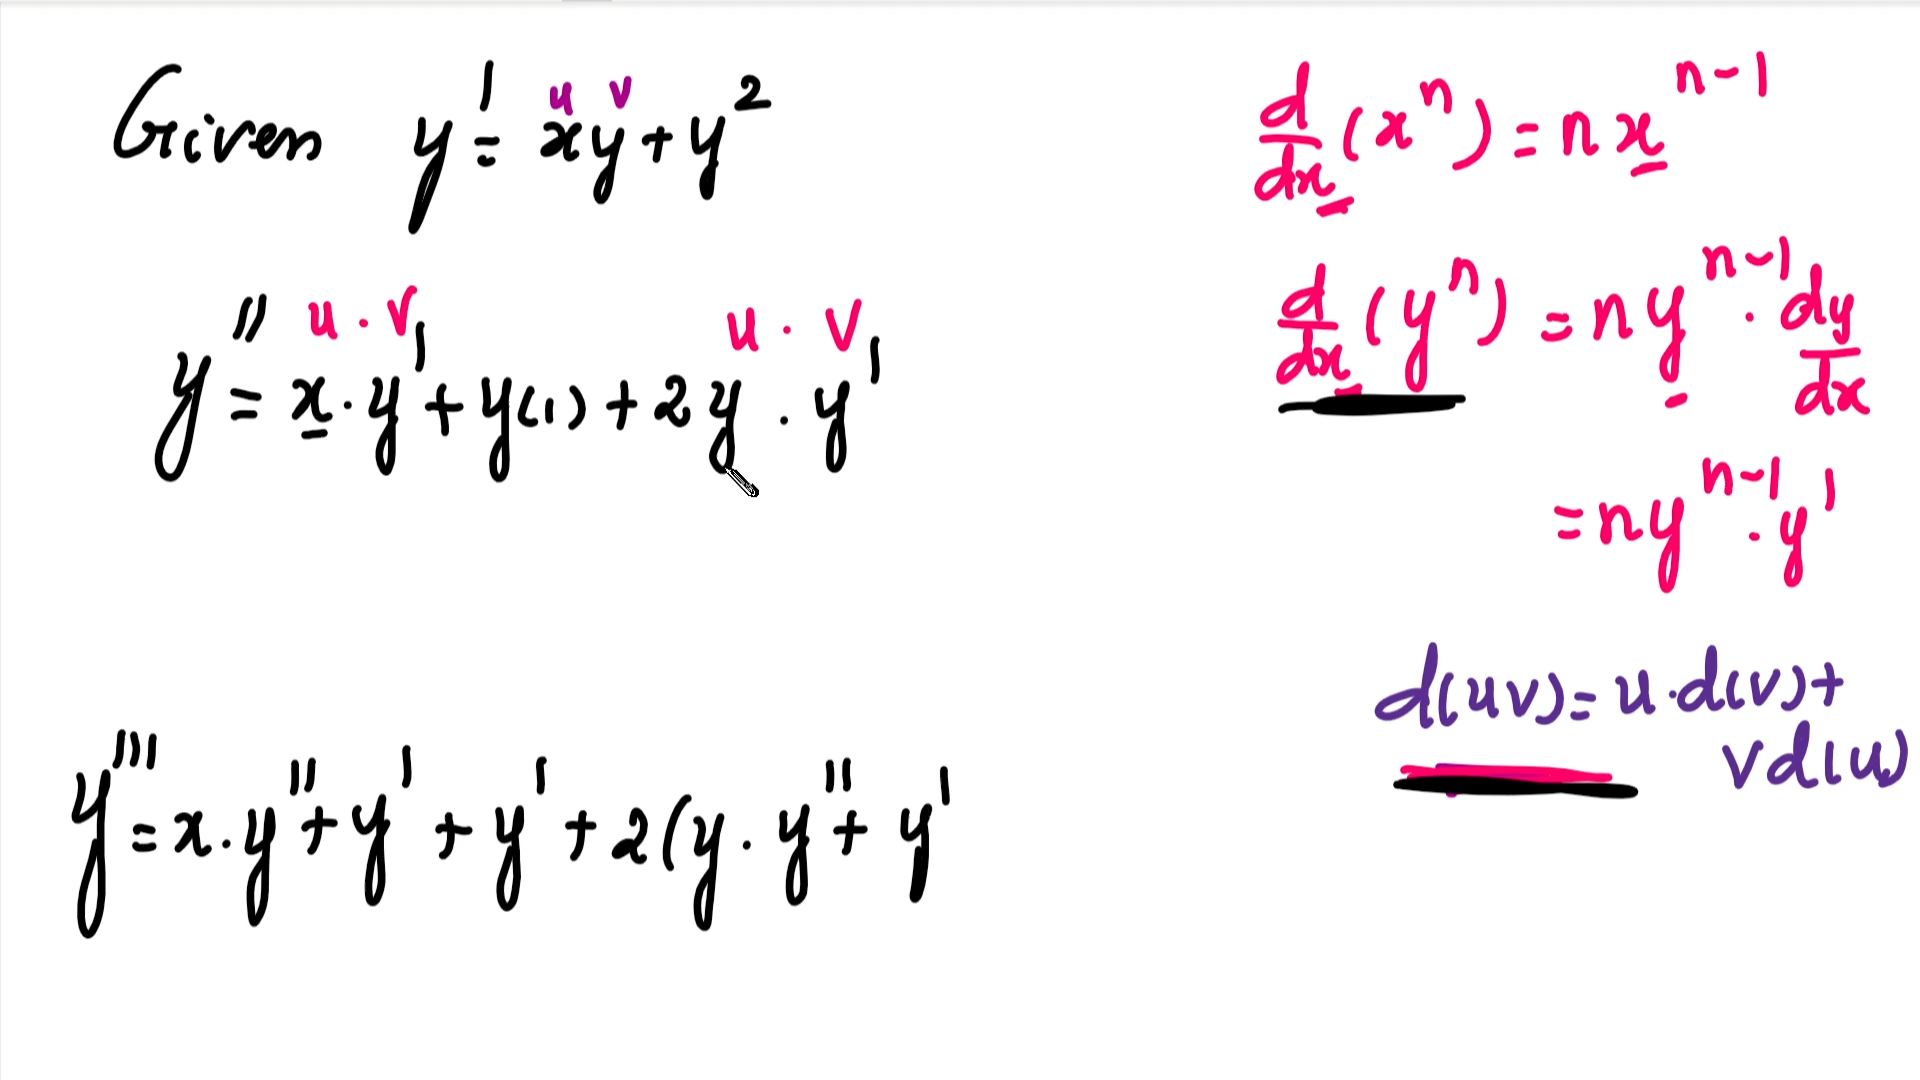 Given y' = xy + y²
u v
u · v u · v
y'' = x · y' + y(1) + 2y · y'
y''' = x · y'' + y' + y' + 2(y · y'' + y'
d/dx (xⁿ) = n xⁿ⁻¹
d/dx (yⁿ) = n yⁿ⁻¹ · dy/dx
= n yⁿ⁻¹ · y'
d(uv) = u · d(v) +
v d(u)